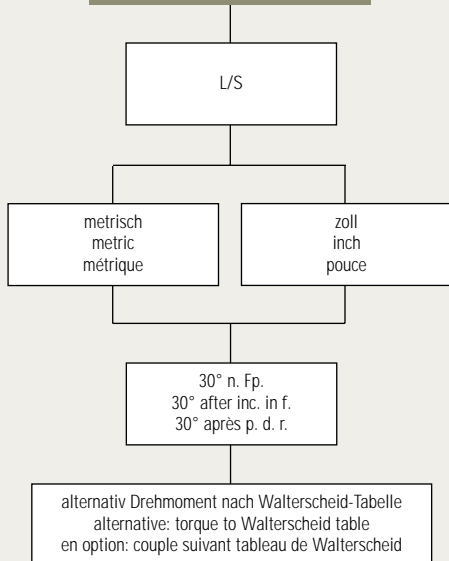 L/S
metrisch
metric
métrique
zoll
inch
pouce
30° n. Fp.
30° after inc. in f.
30° après p. d. r.
alternativ Drehmoment nach Walterscheid-Tabelle
alternative: torque to Walterscheid table
en option: couple suivant tableau de Walterscheid